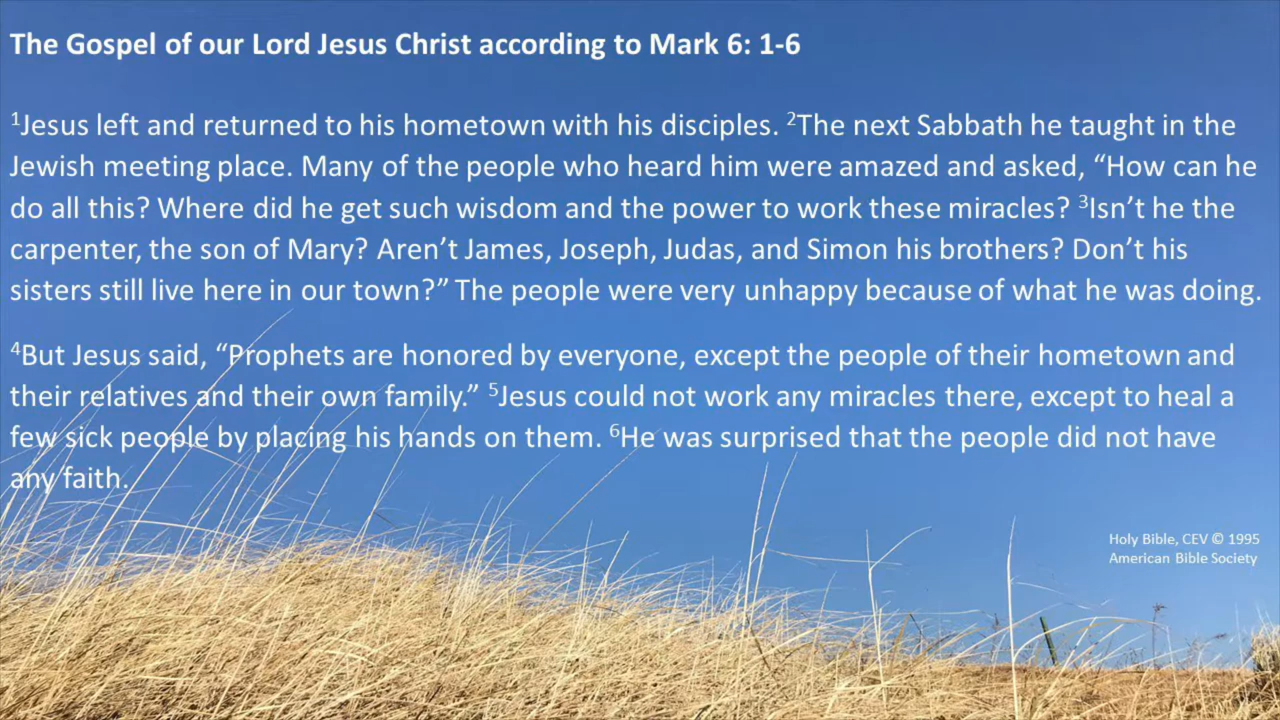 The Gospel of our Lord Jesus Christ according to Mark 6: 1-6
¹Jesus left and returned to his hometown with his disciples. ²The next Sabbath he taught in the
Jewish meeting place. Many of the people who heard him were amazed and asked, “How can he
do all this? Where did he get such wisdom and the power to work these miracles? ³Isn’t he the
carpenter, the son of Mary? Aren’t James, Joseph, Judas, and Simon his brothers? Don’t his
sisters still live here in our town?” The people were very unhappy because of what he was doing.
⁴But Jesus said, “Prophets are honored by everyone, except the people of their hometown and
their relatives and their own family.” ⁵Jesus could not work any miracles there, except to heal a
few sick people by placing his hands on them. ⁶He was surprised that the people did not have
any faith.
Holy Bible, CEV © 1995
American Bible Society